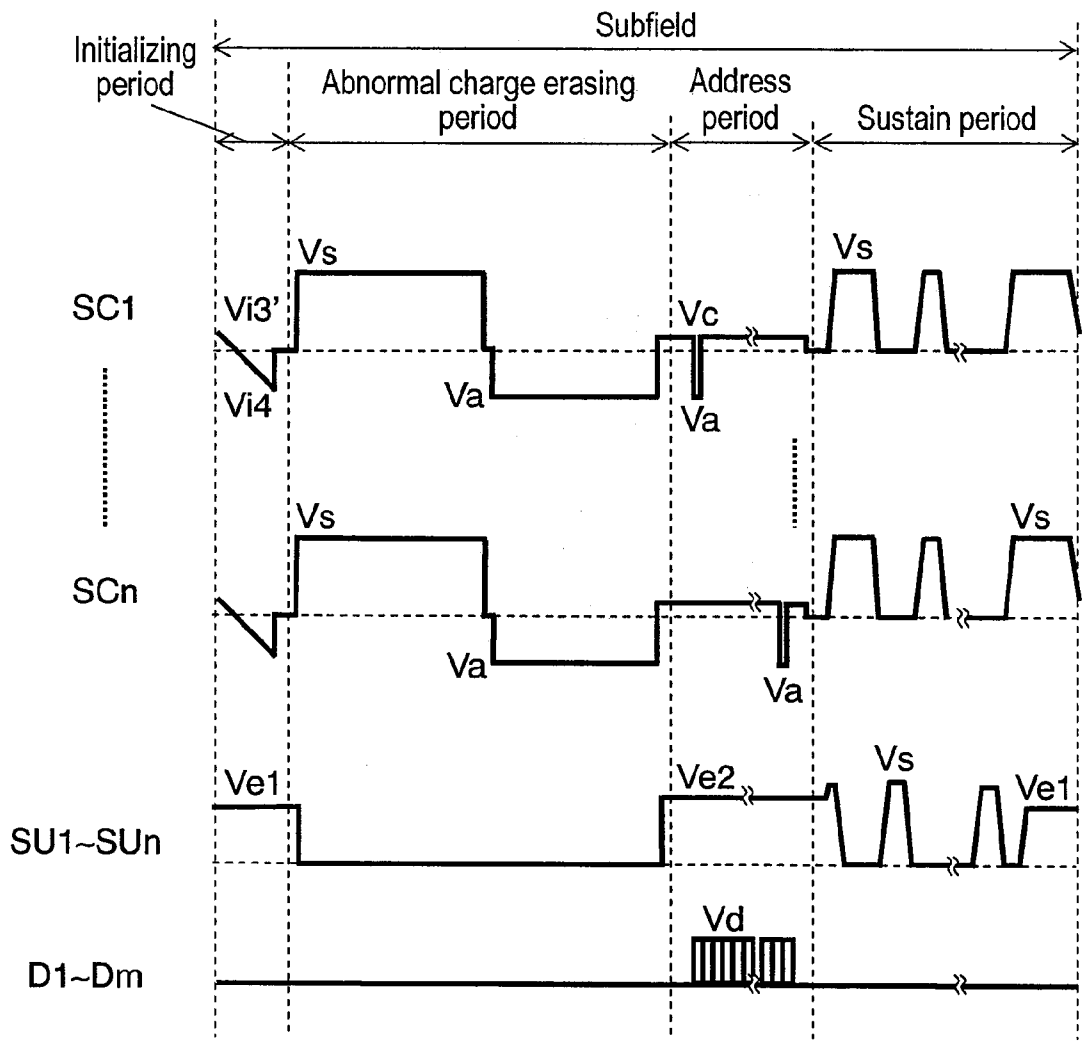 Subfield
Initializing
period
Abnormal charge erasing
period
Address
period
Sustain period
SC1
Vi3'
Vi4
Vs
Va
Vc
Va
Vs
SCn
Vs
Va
Va
Vs
SU1~SUn
Ve1
Ve2
Vs
Ve1
D1~Dm
Vd